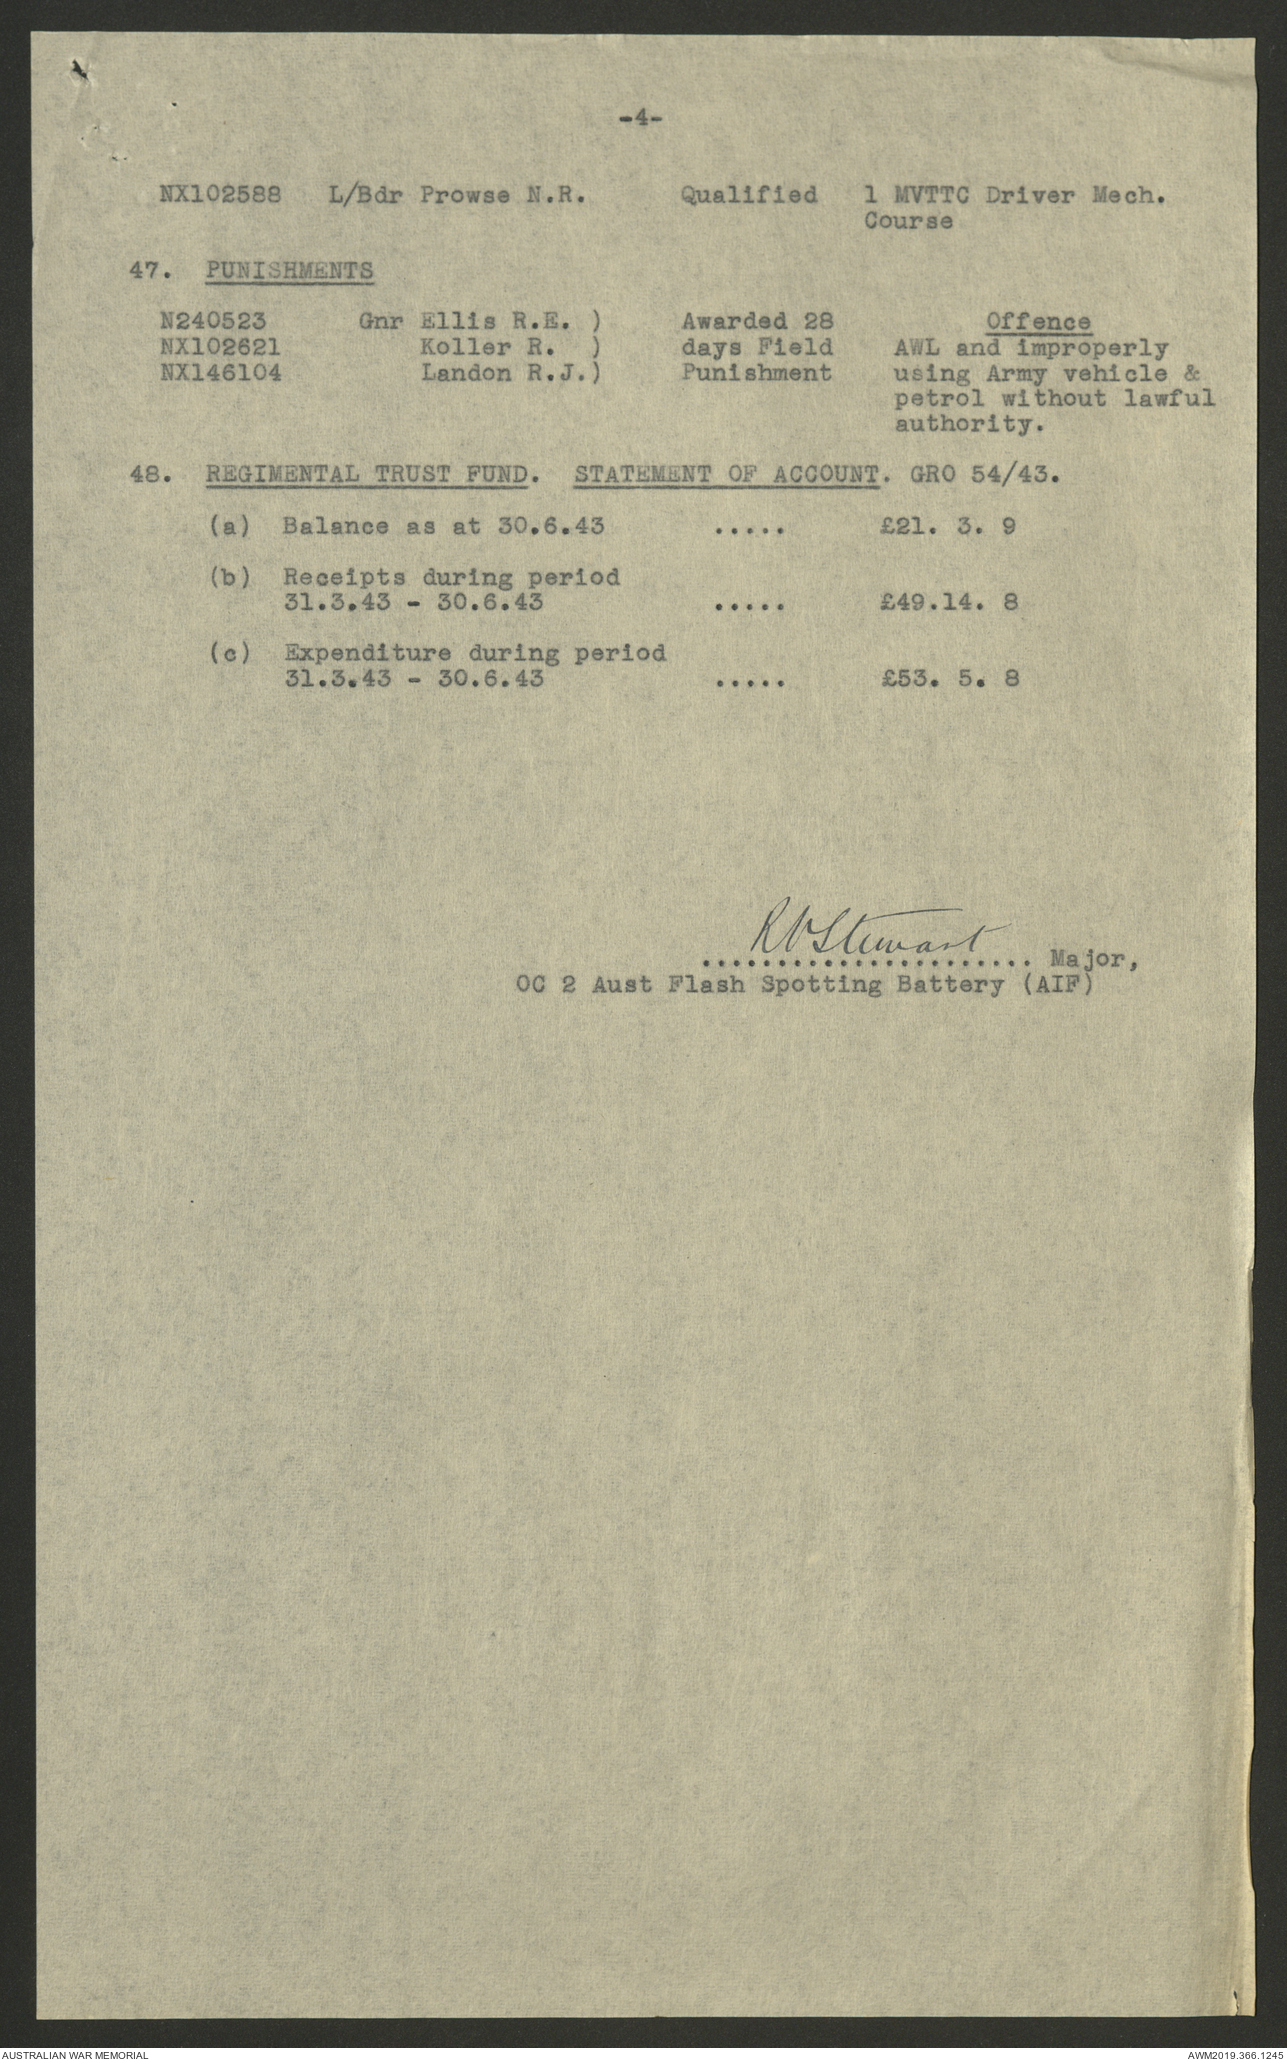 -4-
NX102588 L/Bdr Prowse N.R. Qualified 1 MVTTC Driver Mech.
Course
47. PUNISHMENTS
N240523 Gnr Ellis R.E. ) Awarded 28 Offence
NX102621 Koller R. ) days Field AWL and improperly
NX146104 Landon R.J.) Punishment using Army vehicle &
petrol without lawful
authority.
48. REGIMENTAL TRUST FUND. STATEMENT OF ACCOUNT. GRO 54/43.
(a) Balance as at 30.6.43 ..... £21. 3. 9
(b) Receipts during period
31.3.43 - 30.6.43 ..... £49.14. 8
(c) Expenditure during period
31.3.43 - 30.6.43 ..... £53. 5. 8
RVStewart
...................... Major,
OC 2 Aust Flash Spotting Battery (AIF)
AUSTRALIAN WAR MEMORIAL AWM2019.366.1245